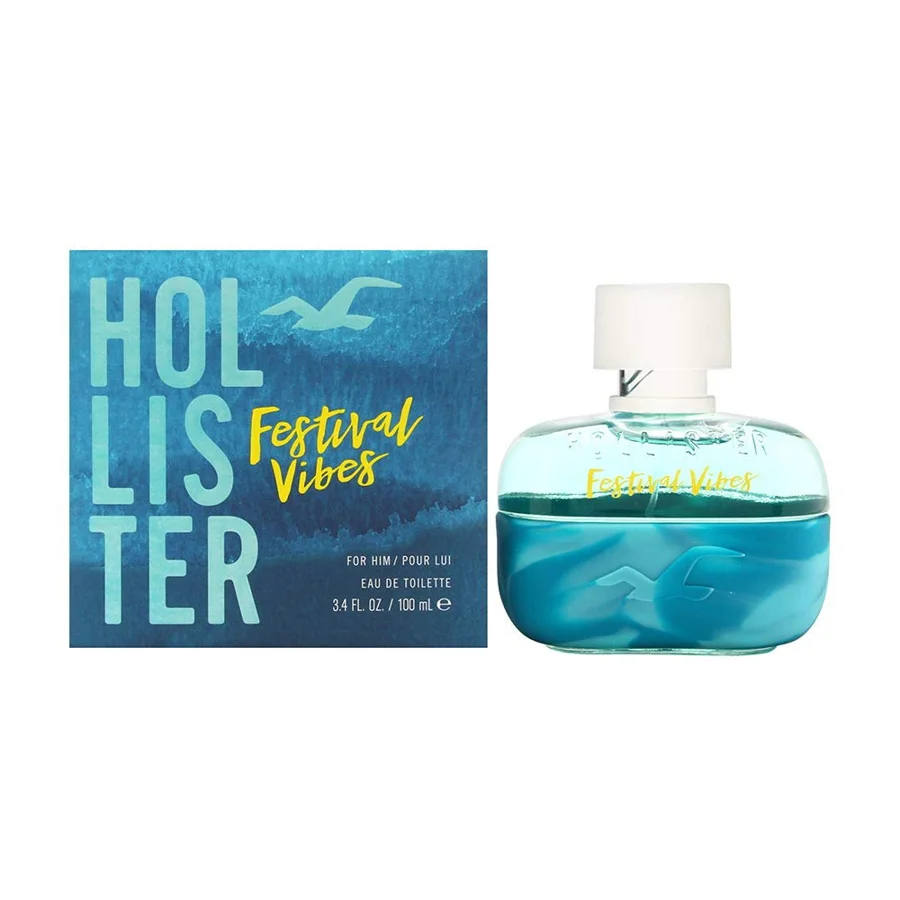 HOL
LIS
TER
Festival
Vibes
FOR HIM / POUR LUI
EAU DE TOILETTE
3.4 FL. OZ. / 100 mL ℮
HOLLISTER
Festival Vibes